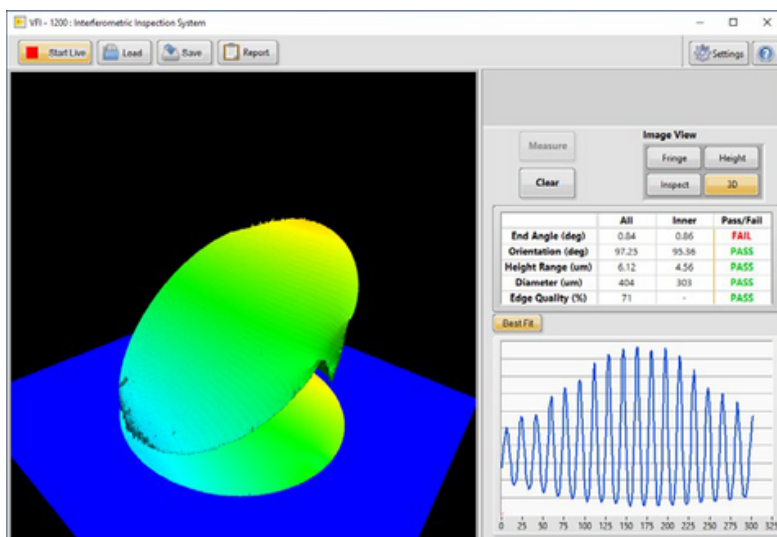 VFI - 1200 : Interferometric Inspection System
Start Live Load Save Report Settings ?
Measure
Clear
Image View
Fringe Height
Inspect 3D
All Inner Pass/Fail
End Angle (deg) 0.84 0.86 FAIL
Orientation (deg) 97.25 95.36 PASS
Height Range (um) 6.12 4.56 PASS
Diameter (um) 404 303 PASS
Edge Quality (%) 71 - PASS
Best Fit
0 25 50 75 100 125 150 175 200 225 250 275 300 325